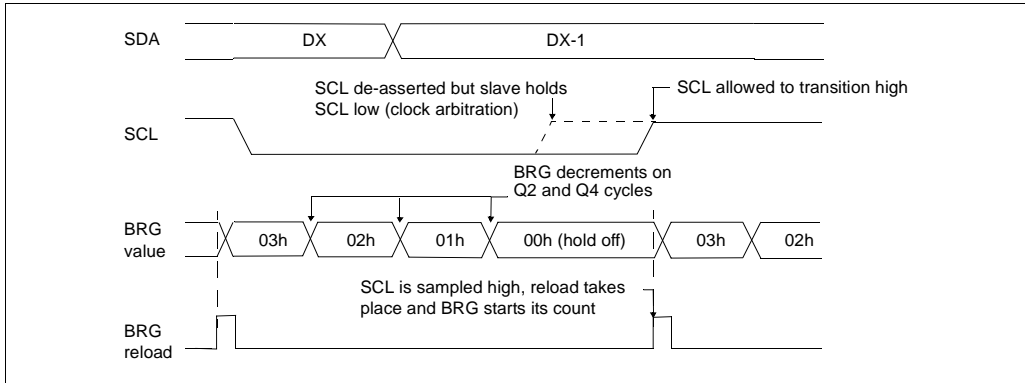 SDA
DX
DX-1
SCL de-asserted but slave holds
SCL low (clock arbitration)
SCL allowed to transition high
SCL
BRG decrements on
Q2 and Q4 cycles
BRG
value
03h
02h
01h
00h (hold off)
03h
02h
SCL is sampled high, reload takes
place and BRG starts its count
BRG
reload